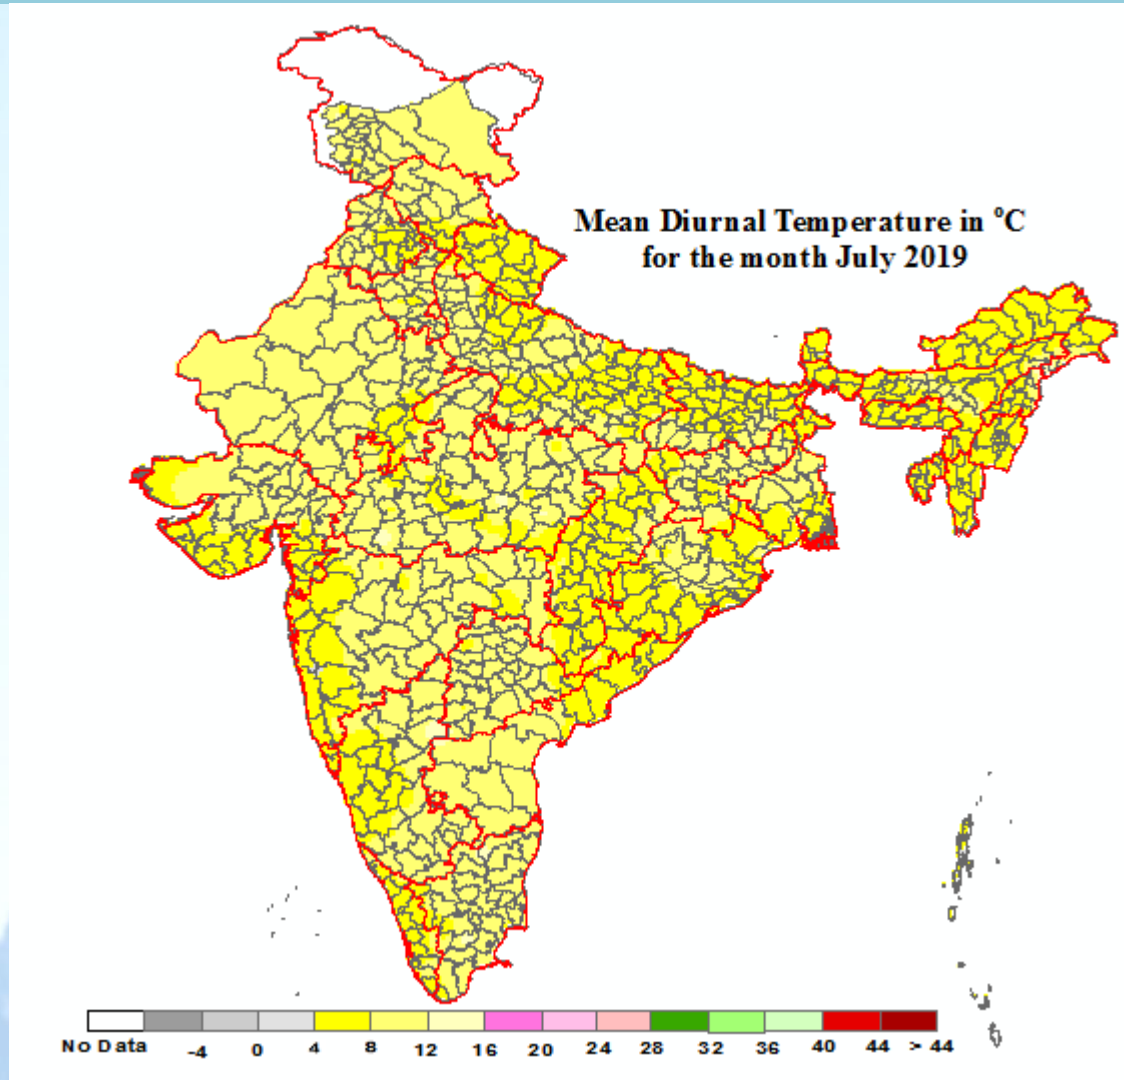 Mean Diurnal Temperature in °C
for the month July 2019
No Data -4 0 4 8 12 16 20 24 28 32 36 40 44 > 44